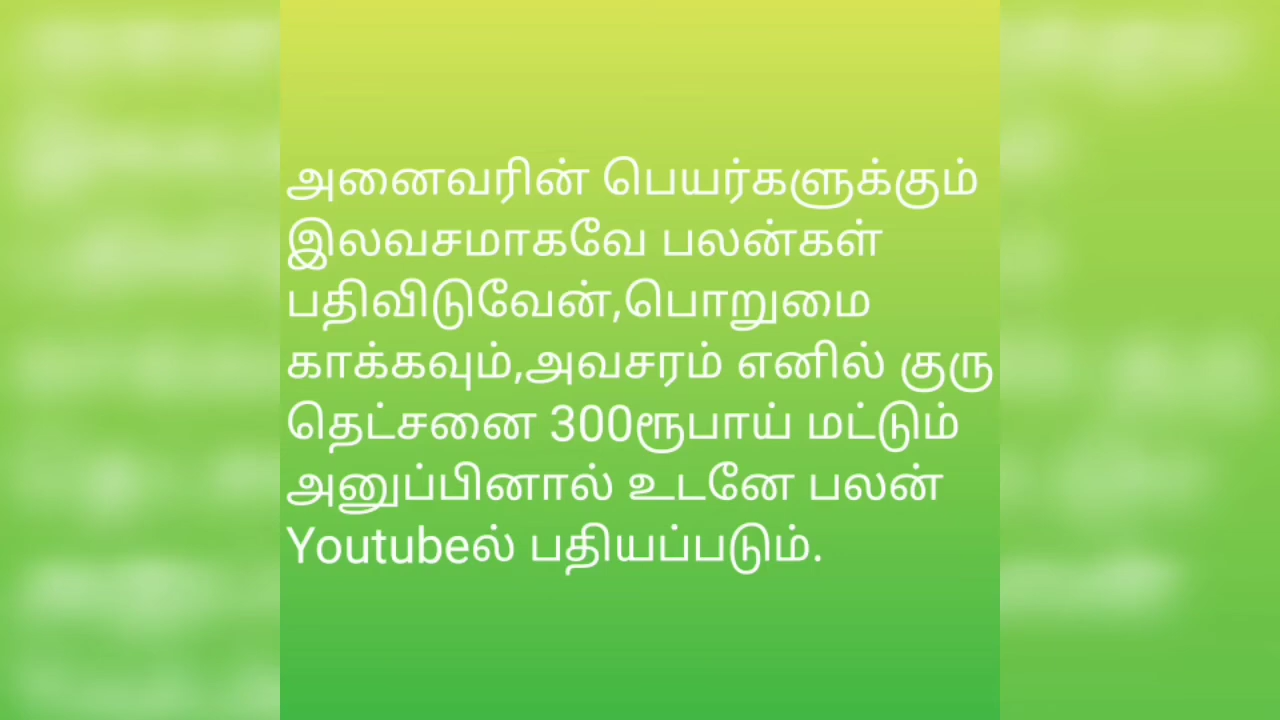 அனைவரின் பெயர்களுக்கும்
இலவசமாகவே பலன்கள்
பதிவிடுவேன்,பொறுமை
காக்கவும்,அவசரம் எனில் குரு
தெட்சனை 300ரூபாய் மட்டும்
அனுப்பினால் உடனே பலன்
Youtubeல் பதியப்படும்.